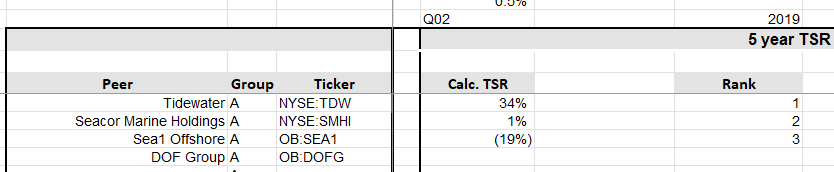 0.5%
Q02 2019
5 year TSR
Peer Group Ticker Calc. TSR Rank
Tidewater A NYSE:TDW 34% 1
Seacor Marine Holdings A NYSE:SMHI 1% 2
Sea1 Offshore A OB:SEA1 (19%) 3
DOF Group A OB:DOFG